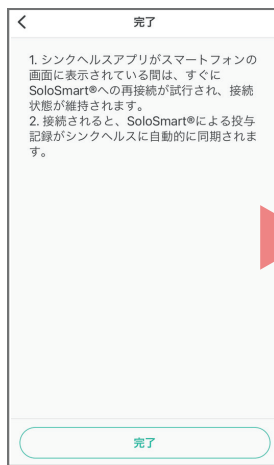 完了
1. シンクヘルスアプリがスマートフォンの
画面に表示されている間は、すぐに
SoloSmart®への再接続が試行され、接続
状態が維持されます。
2. 接続されると、SoloSmart®による投与
記録がシンクヘルスに自動的に同期されま
す。
完了